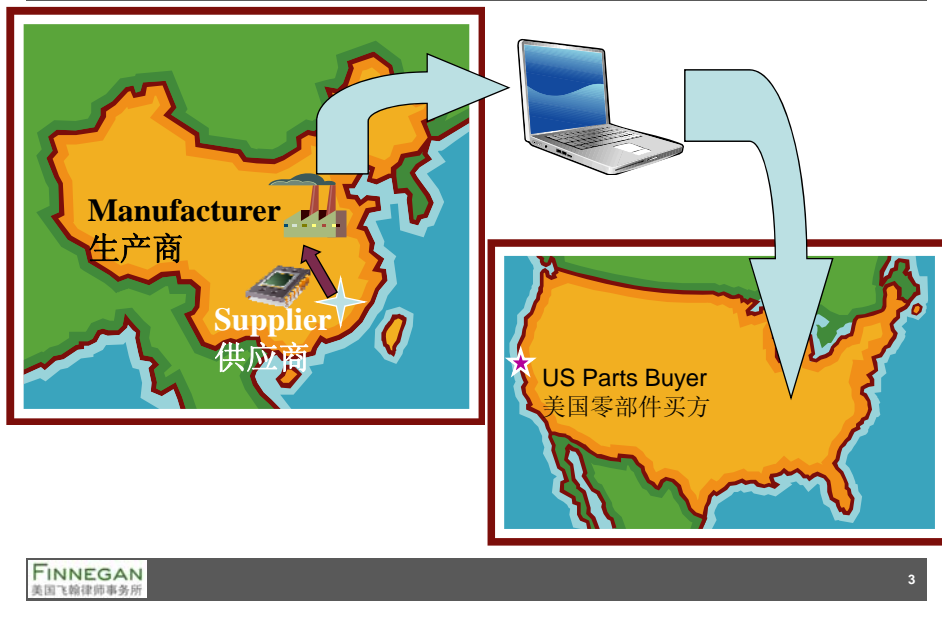 Manufacturer
生产商
Supplier
供应商
US Parts Buyer
美国零部件买方
FINNEGAN
美国飞翰律师事务所
3